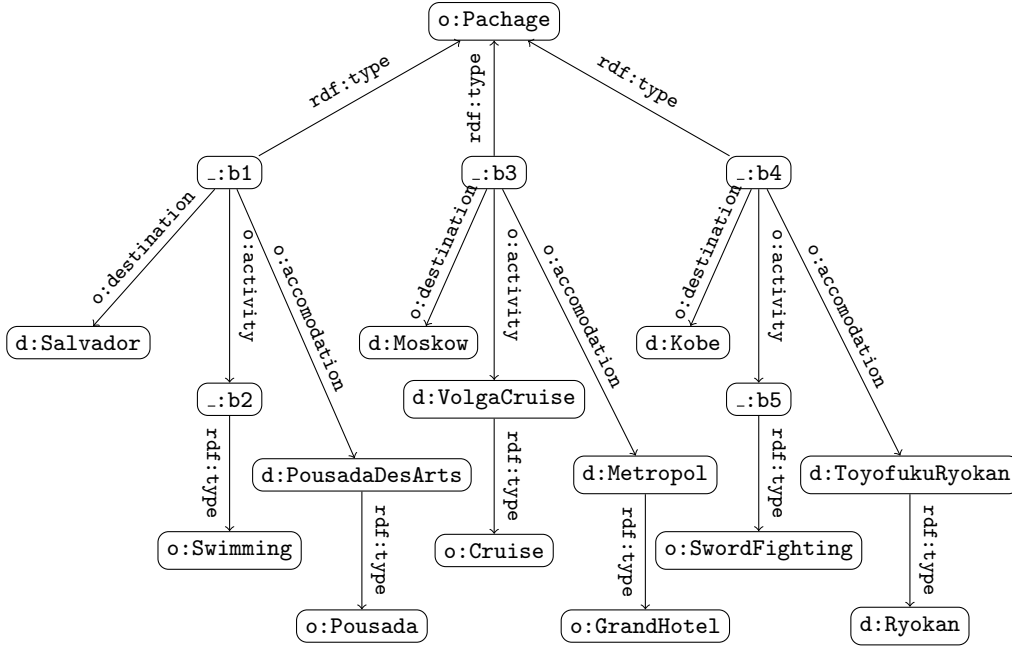 o:Pachage
rdf:type
rdf:type
rdf:type
_:b1
_:b3
_:b4
o:destination
o:activity
o:accomodation
o:destination
o:activity
o:accomodation
o:destination
o:activity
o:accomodation
d:Salvador
d:Moskow
d:Kobe
_:b2
d:VolgaCruise
_:b5
rdf:type
d:PousadaDesArts
rdf:type
d:Metropol
rdf:type
d:ToyofukuRyokan
o:Swimming
rdf:type
o:Cruise
rdf:type
o:SwordFighting
rdf:type
o:Pousada
o:GrandHotel
d:Ryokan